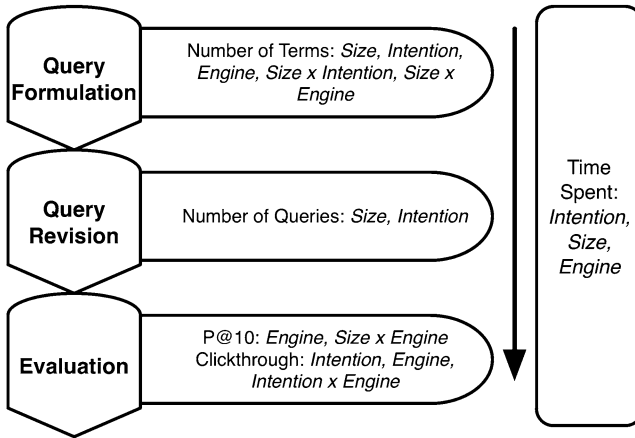 Query
Formulation
Number of Terms: Size, Intention,
Engine, Size x Intention, Size x
Engine
Query
Revision
Number of Queries: Size, Intention
Evaluation
P@10: Engine, Size x Engine
Clickthrough: Intention, Engine,
Intention x Engine
Time
Spent:
Intention,
Size,
Engine